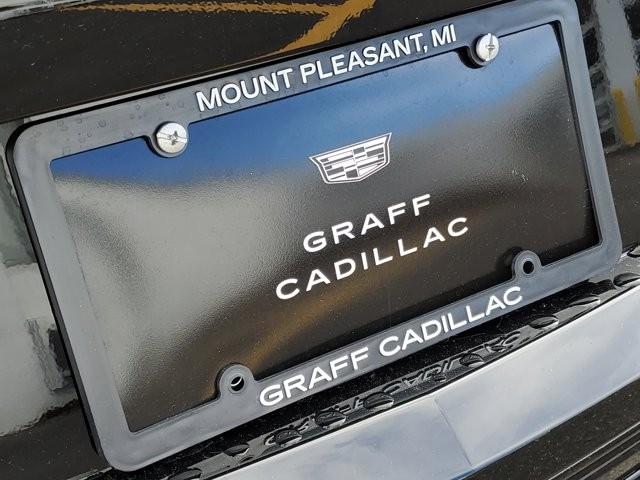 MOUNT PLEASANT, MI
GRAFF
CADILLAC
GRAFF CADILLAC